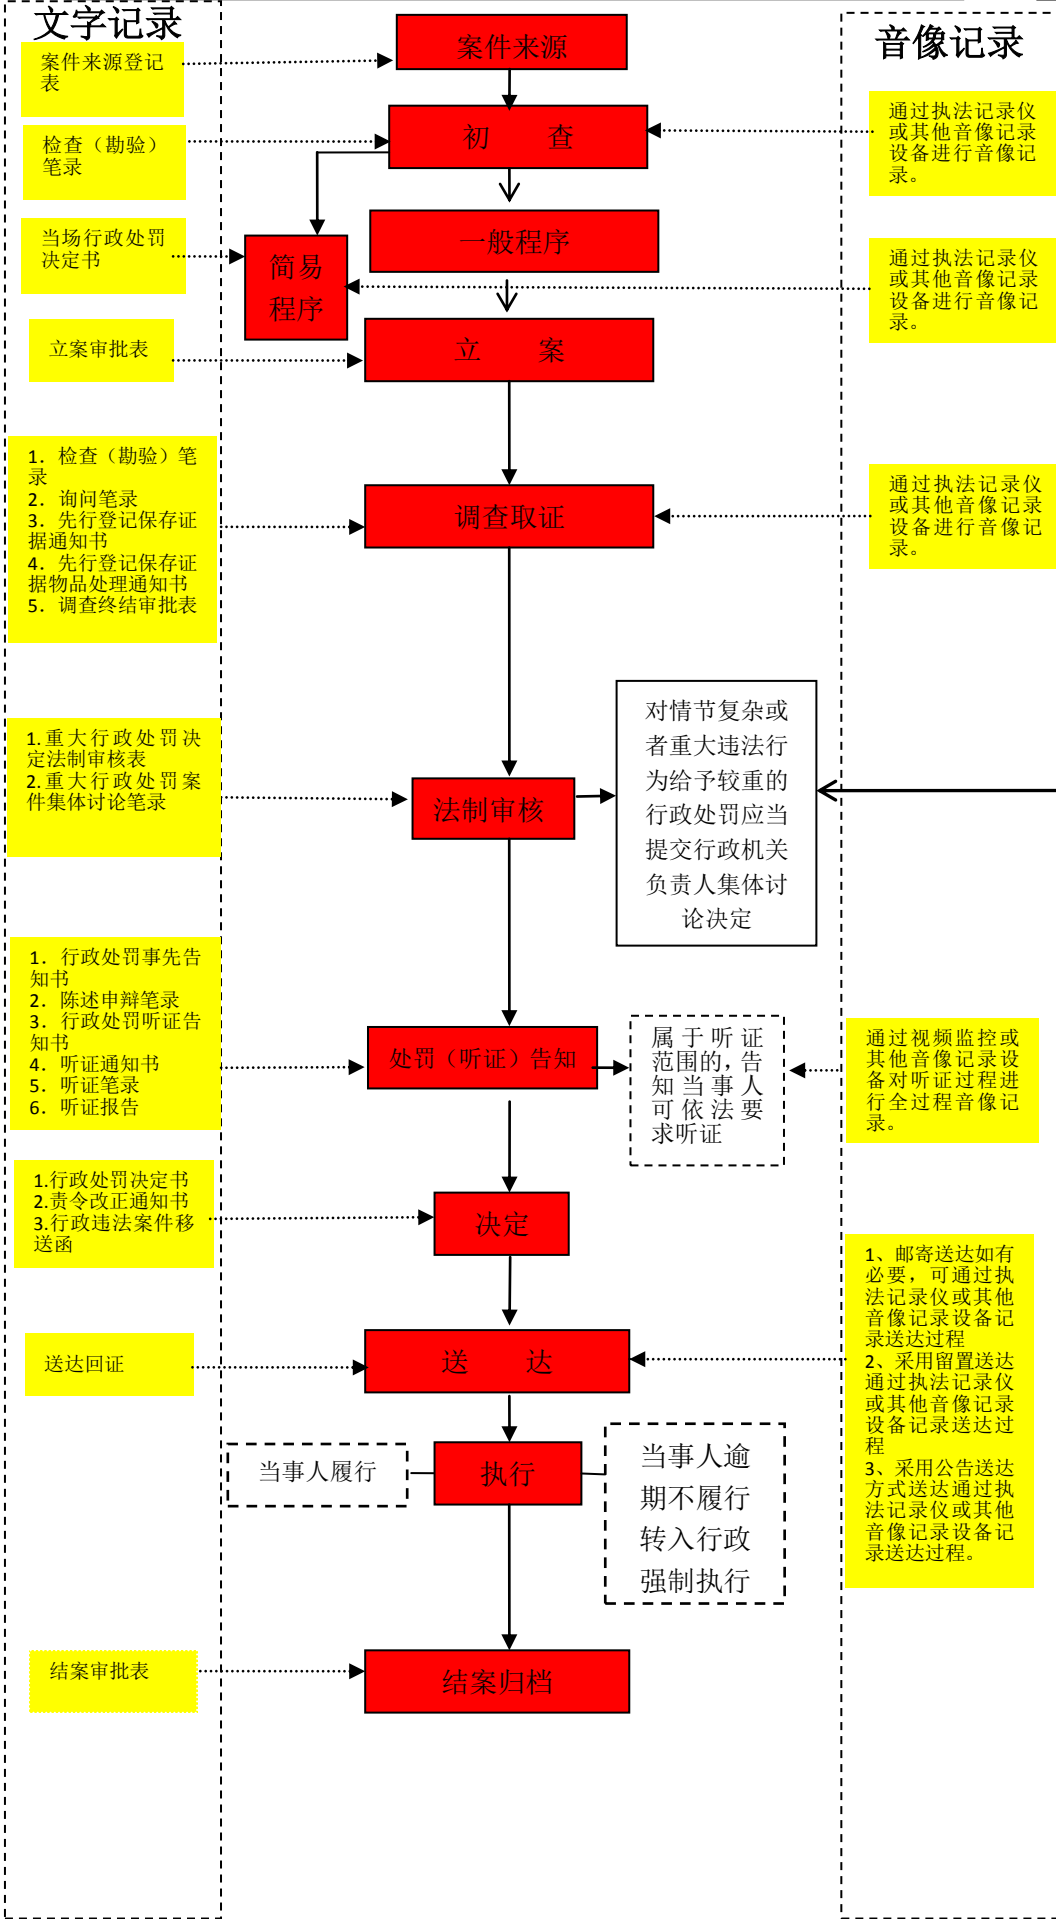 文字记录
音像记录
案件来源登记
表
案件来源
检查（勘验）
笔录
初 查
通过执法记录仪
或其他音像记录
设备进行音像记
录。
当场行政处罚
决定书
简易
程序
一般程序
通过执法记录仪
或其他音像记录
设备进行音像记
录。
立案审批表
立 案
1. 检查（勘验）笔
录
2. 询问笔录
3. 先行登记保存证
据通知书
4. 先行登记保存证
据物品处理通知书
5. 调查终结审批表
调查取证
通过执法记录仪
或其他音像记录
设备进行音像记
录。
1.重大行政处罚决
定法制审核表
2.重大行政处罚案
件集体讨论笔录
法制审核
对情节复杂或
者重大违法行
为给予较重的
行政处罚应当
提交行政机关
负责人集体讨
论决定
1. 行政处罚事先告
知书
2. 陈述申辩笔录
3. 行政处罚听证告
知书
4. 听证通知书
5. 听证笔录
6. 听证报告
处罚（听证）告知
属于听证
范围的，告
知当事人
可依法要
求听证
通过视频监控或
其他音像记录设
备对听证过程进
行全过程音像记
录。
1.行政处罚决定书
2.责令改正通知书
3.行政违法案件移
送函
决定
送达回证
送 达
1、邮寄送达如有
必要，可通过执
法记录仪或其他
音像记录设备记
录送达过程
2、采用留置送达
通过执法记录仪
或其他音像记录
设备记录送达过
程
3、采用公告送达
方式送达通过执
法记录仪或其他
音像记录设备记
录送达过程。
当事人履行
执行
当事人逾
期不履行
转入行政
强制执行
结案审批表
结案归档